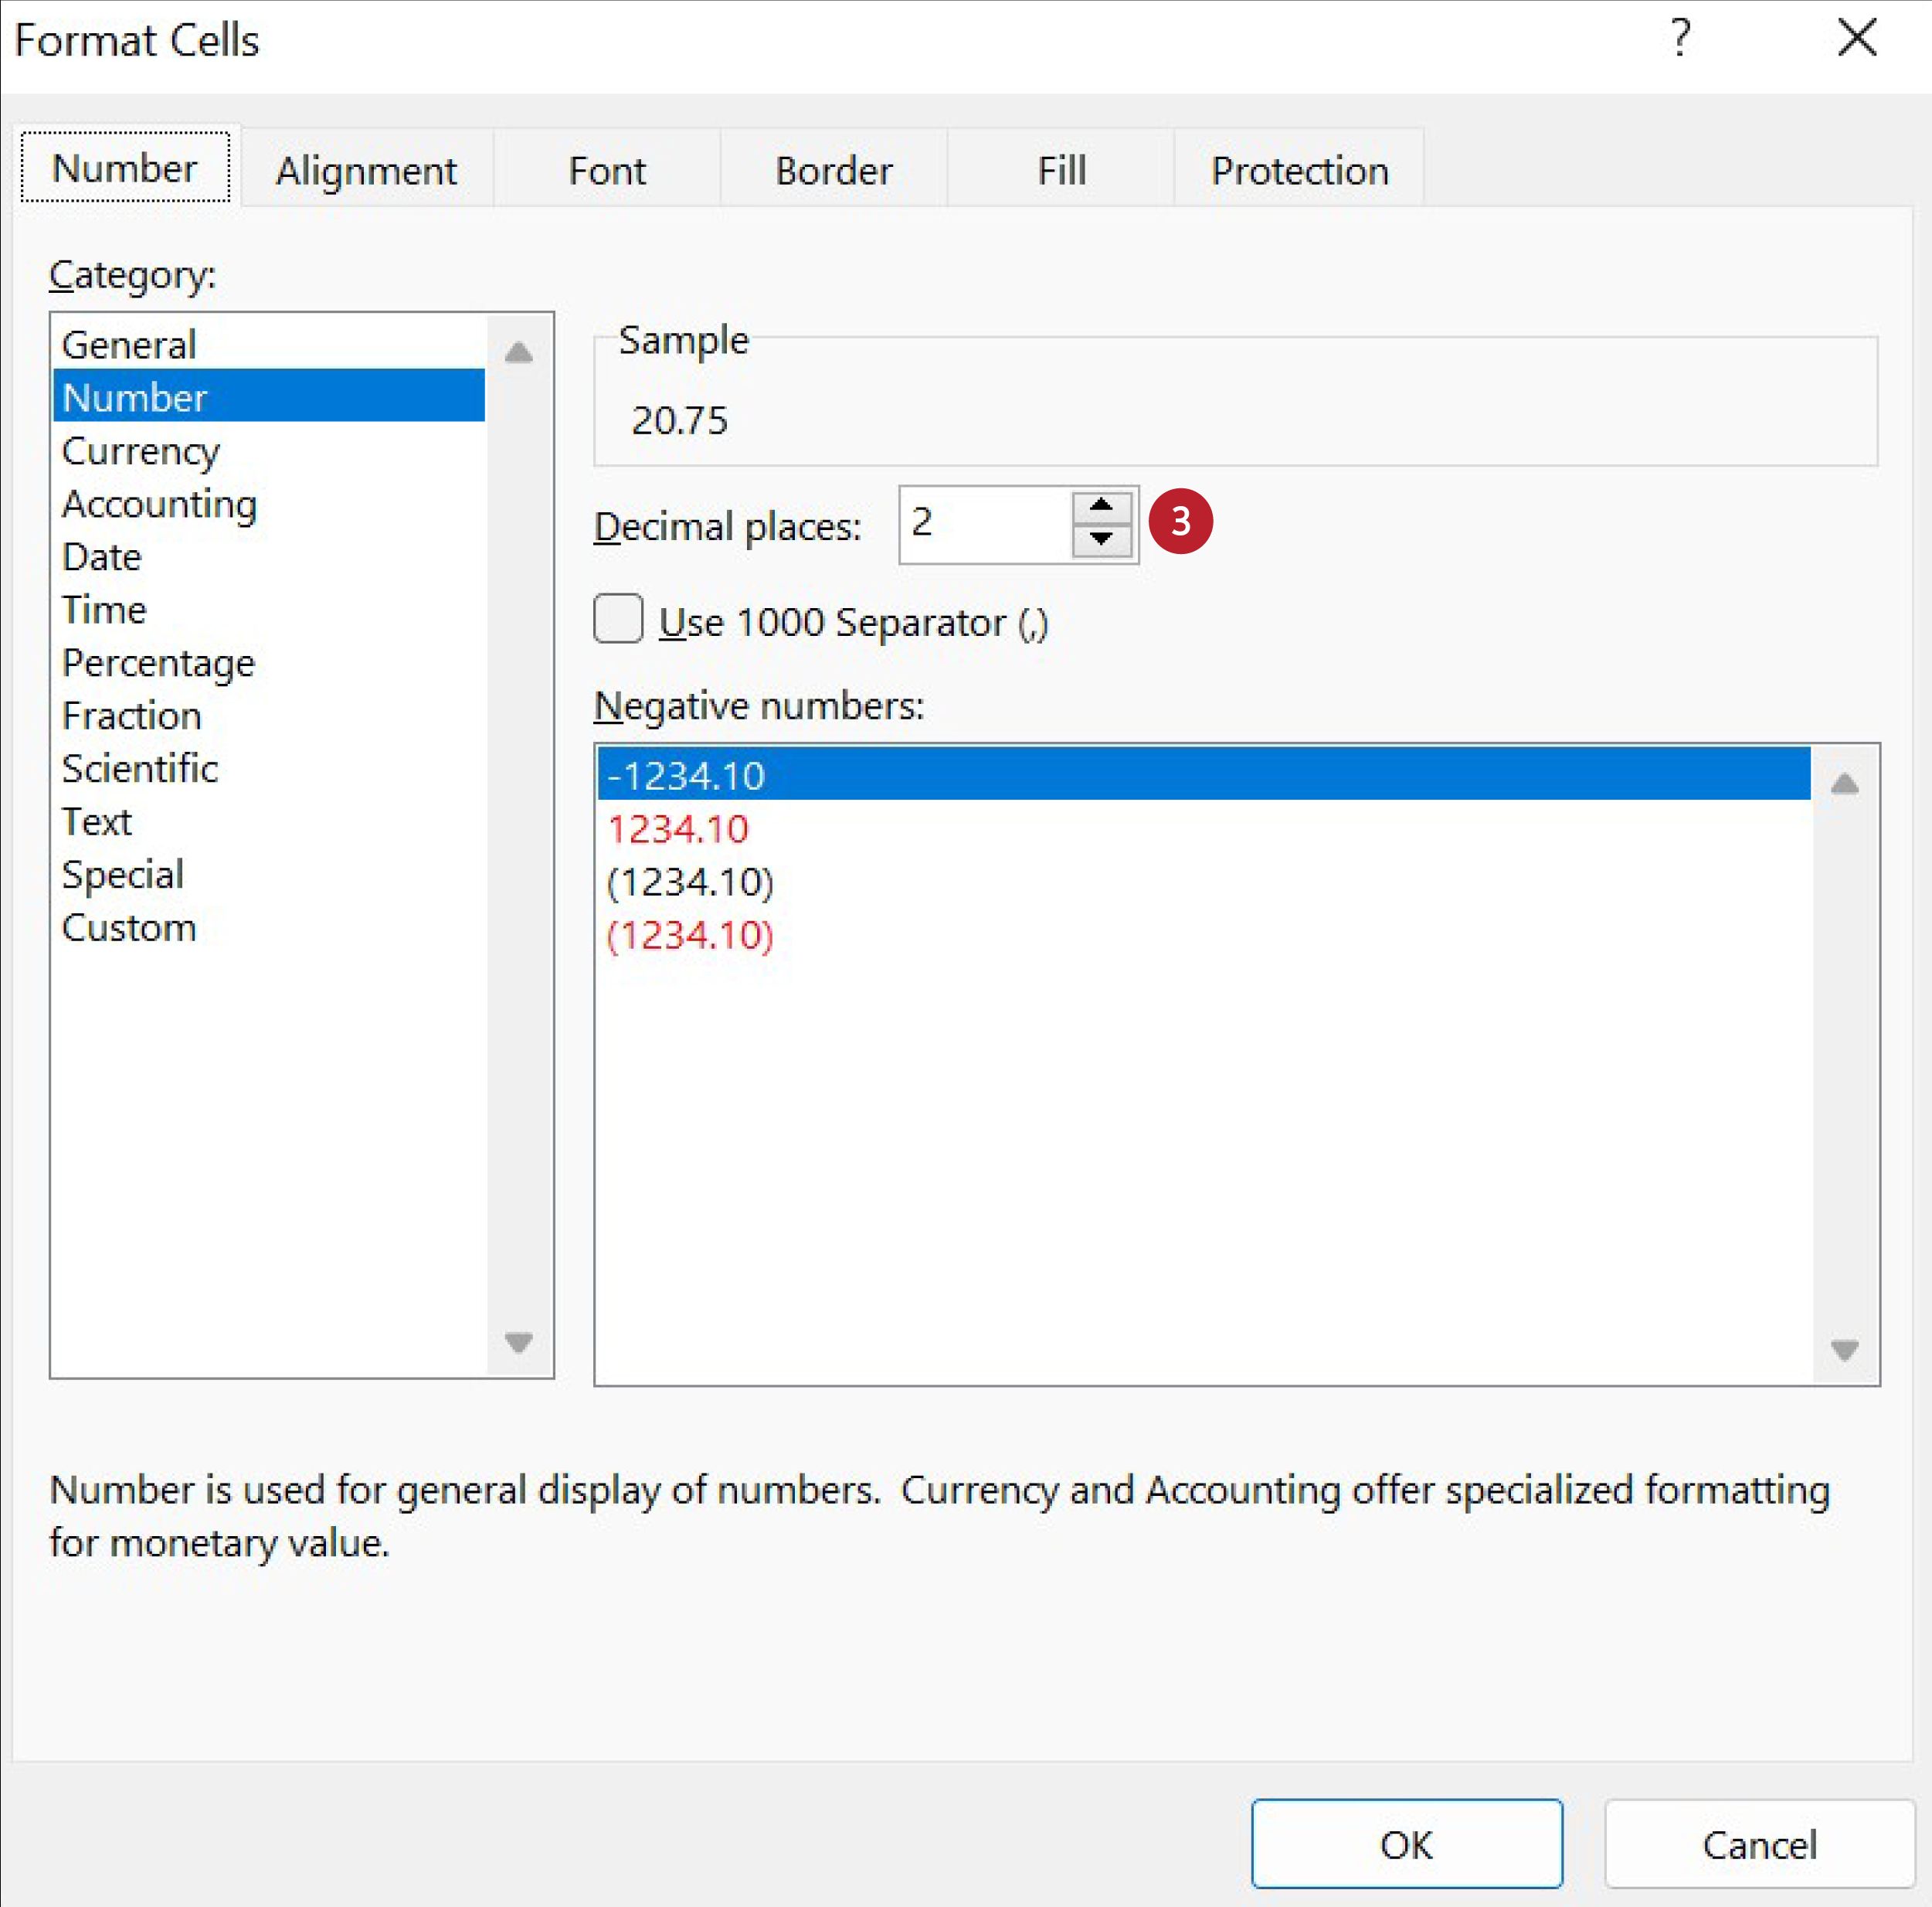 Format Cells ?
Number Alignment Font Border Fill Protection
Category:
General
Number
Currency
Accounting
Date
Time
Percentage
Fraction
Scientific
Text
Special
Custom
Sample
20.75
Decimal places: 2 3
Use 1000 Separator (,)
Negative numbers:
-1234.10
1234.10
(1234.10)
(1234.10)
Number is used for general display of numbers. Currency and Accounting offer specialized formatting
for monetary value.
OK Cancel